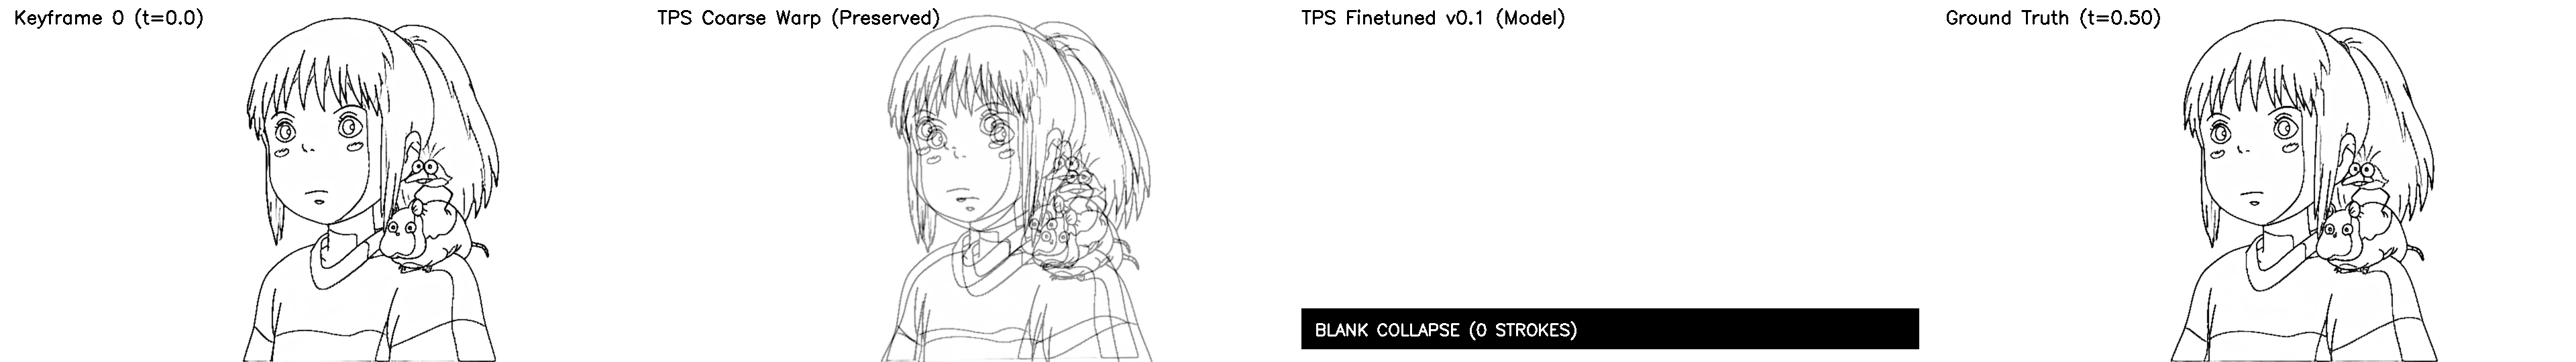 Keyframe 0 (t=0.0)
TPS Coarse Warp (Preserved)
TPS Finetuned v0.1 (Model)
Ground Truth (t=0.50)
BLANK COLLAPSE (0 STROKES)